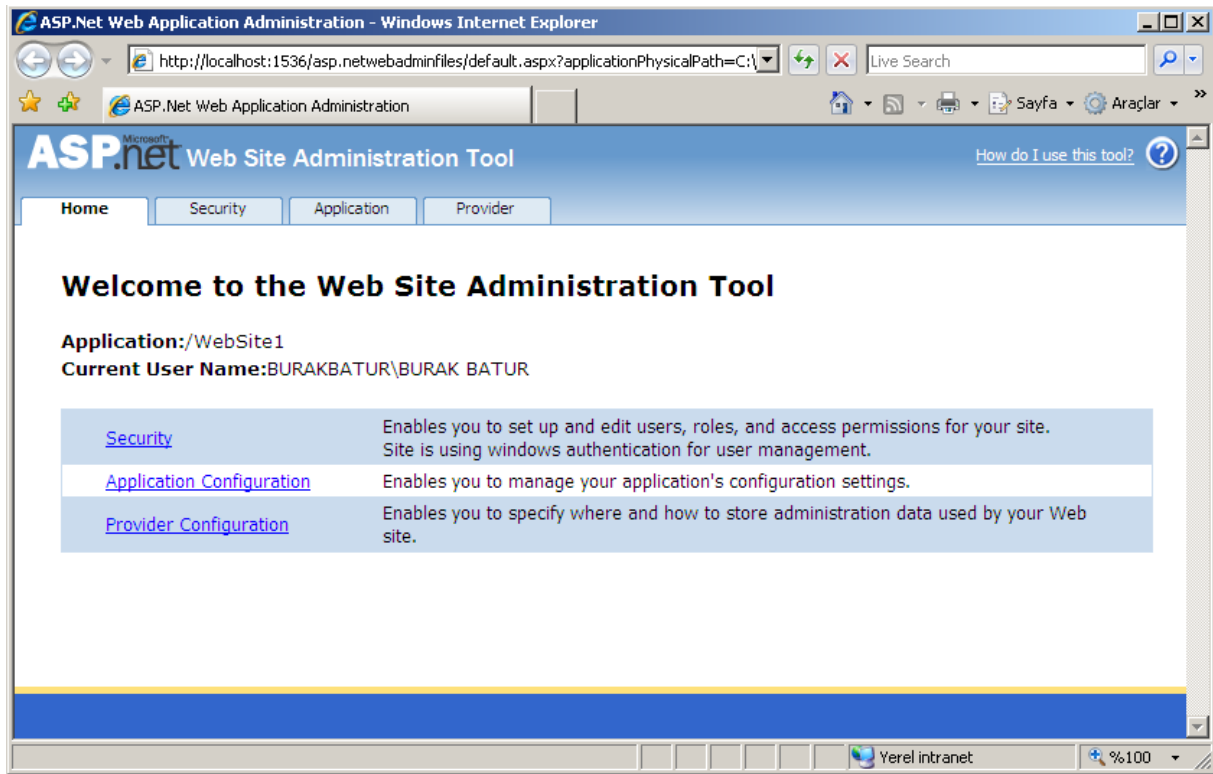 ASP.Net Web Application Administration - Windows Internet Explorer
http://localhost:1536/asp.netwebadminfiles/default.aspx?applicationPhysicalPath=C:\
Live Search
ASP.Net Web Application Administration
Sayfa
Araçlar
Microsoft
ASP.net Web Site Administration Tool
How do I use this tool?
Home
Security
Application
Provider
Welcome to the Web Site Administration Tool
Application:/WebSite1
Current User Name:BURAKBATUR\BURAK BATUR
Security
Enables you to set up and edit users, roles, and access permissions for your site.
Site is using windows authentication for user management.
Application Configuration
Enables you to manage your application's configuration settings.
Provider Configuration
Enables you to specify where and how to store administration data used by your Web
site.
Yerel intranet
%100